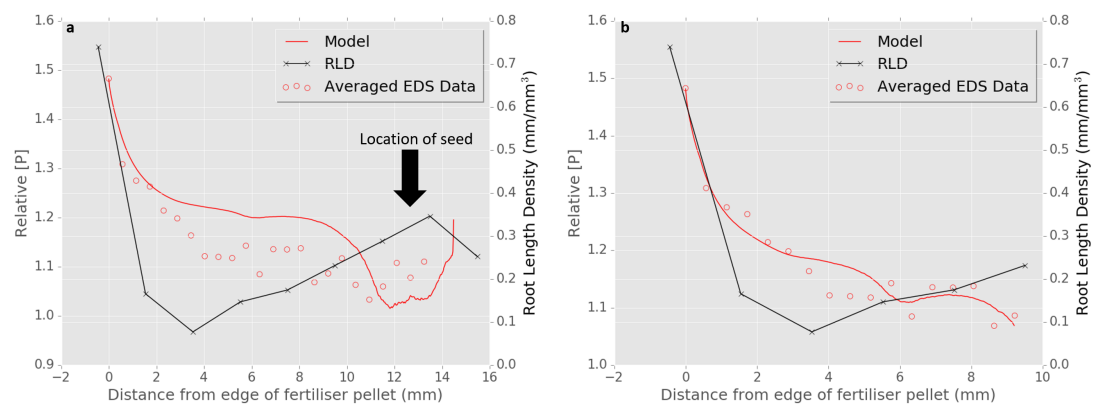 a
Model
RLD
Averaged EDS Data
Location of seed
1.6
1.5
1.4
1.3
1.2
1.1
1.0
0.9
Relative [P]
0.8
0.7
0.6
0.5
0.4
0.3
0.2
0.1
0.0
Root Length Density (mm/mm³)
−2 0 2 4 6 8 10 12 14 16
Distance from edge of fertiliser pellet (mm)
b
Model
RLD
Averaged EDS Data
1.6
1.5
1.4
1.3
1.2
1.1
1.0
Relative [P]
0.8
0.7
0.6
0.5
0.4
0.3
0.2
0.1
0.0
Root Length Density (mm/mm³)
−2 0 2 4 6 8 10
Distance from edge of fertiliser pellet (mm)